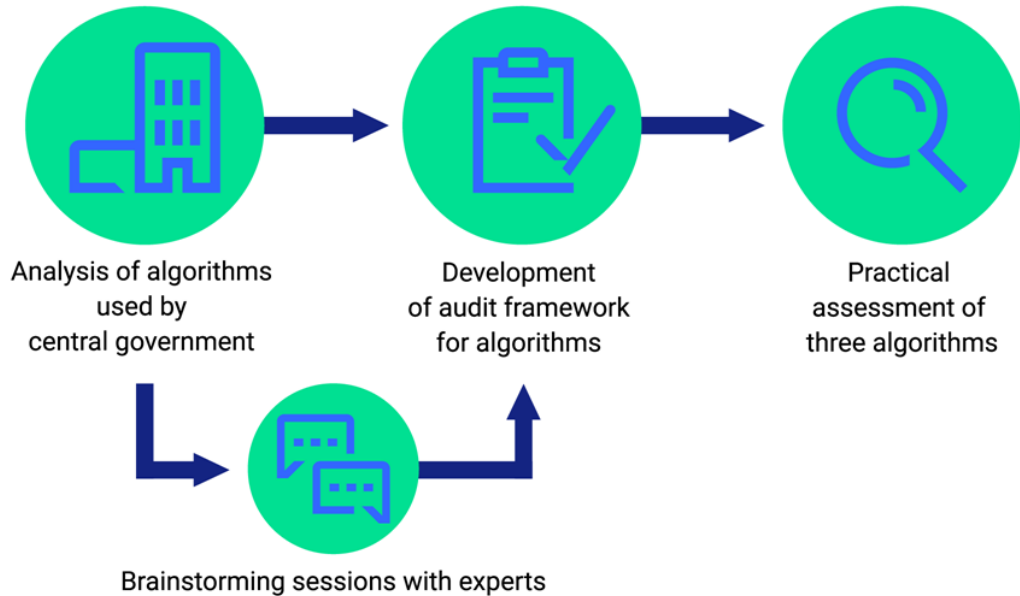 Analysis of algorithms
used by
central government
Development
of audit framework
for algorithms
Practical
assessment of
three algorithms
Brainstorming sessions with experts